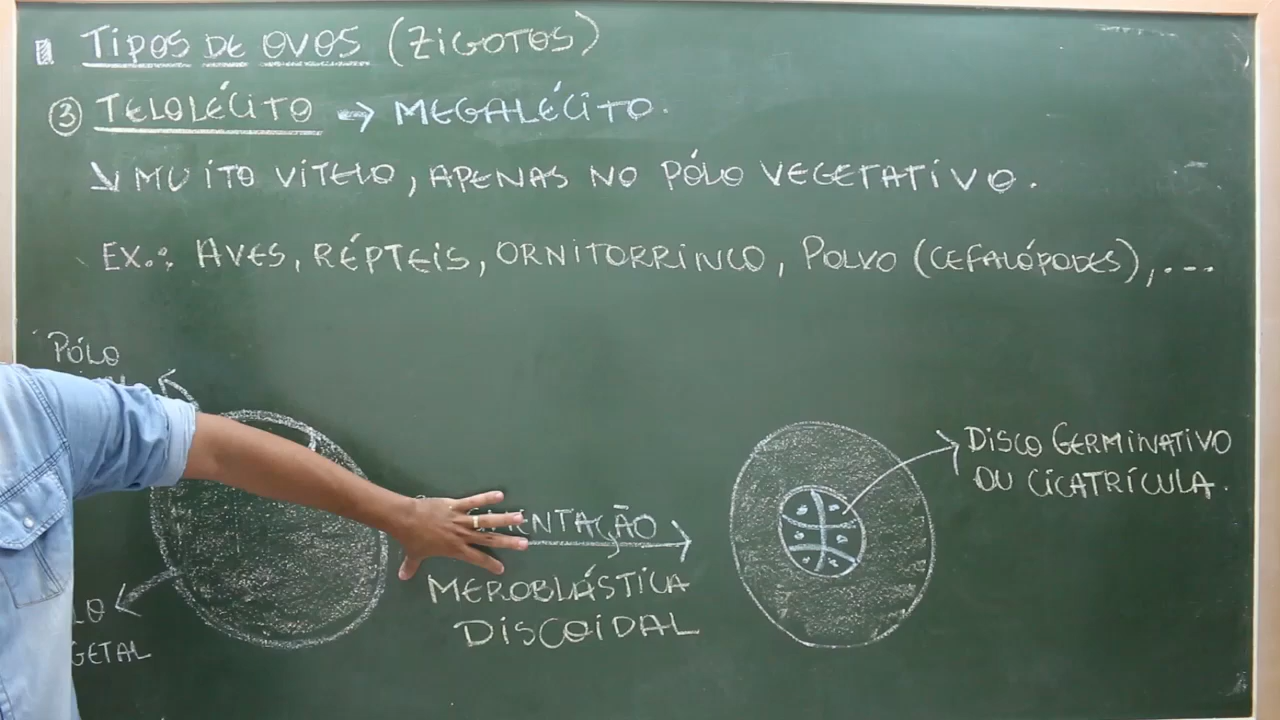 TIPOS DE OVOS (ZIGOTOS)
③ TELOLÉCITO → MEGALÉCITO.
↘ MUITO VITELO, APENAS NO PÓLO VEGETATIVO.
EX.: AVES, RÉPTEIS, ORNITORRINCO, POLVO (CEFALÓPODES), ...
PÓLO
MENTAÇÃO
MEROBLÁSTICA
DISCOIDAL
LO
GETAL
DISCO GERMINATIVO
OU CICATRÍCULA.